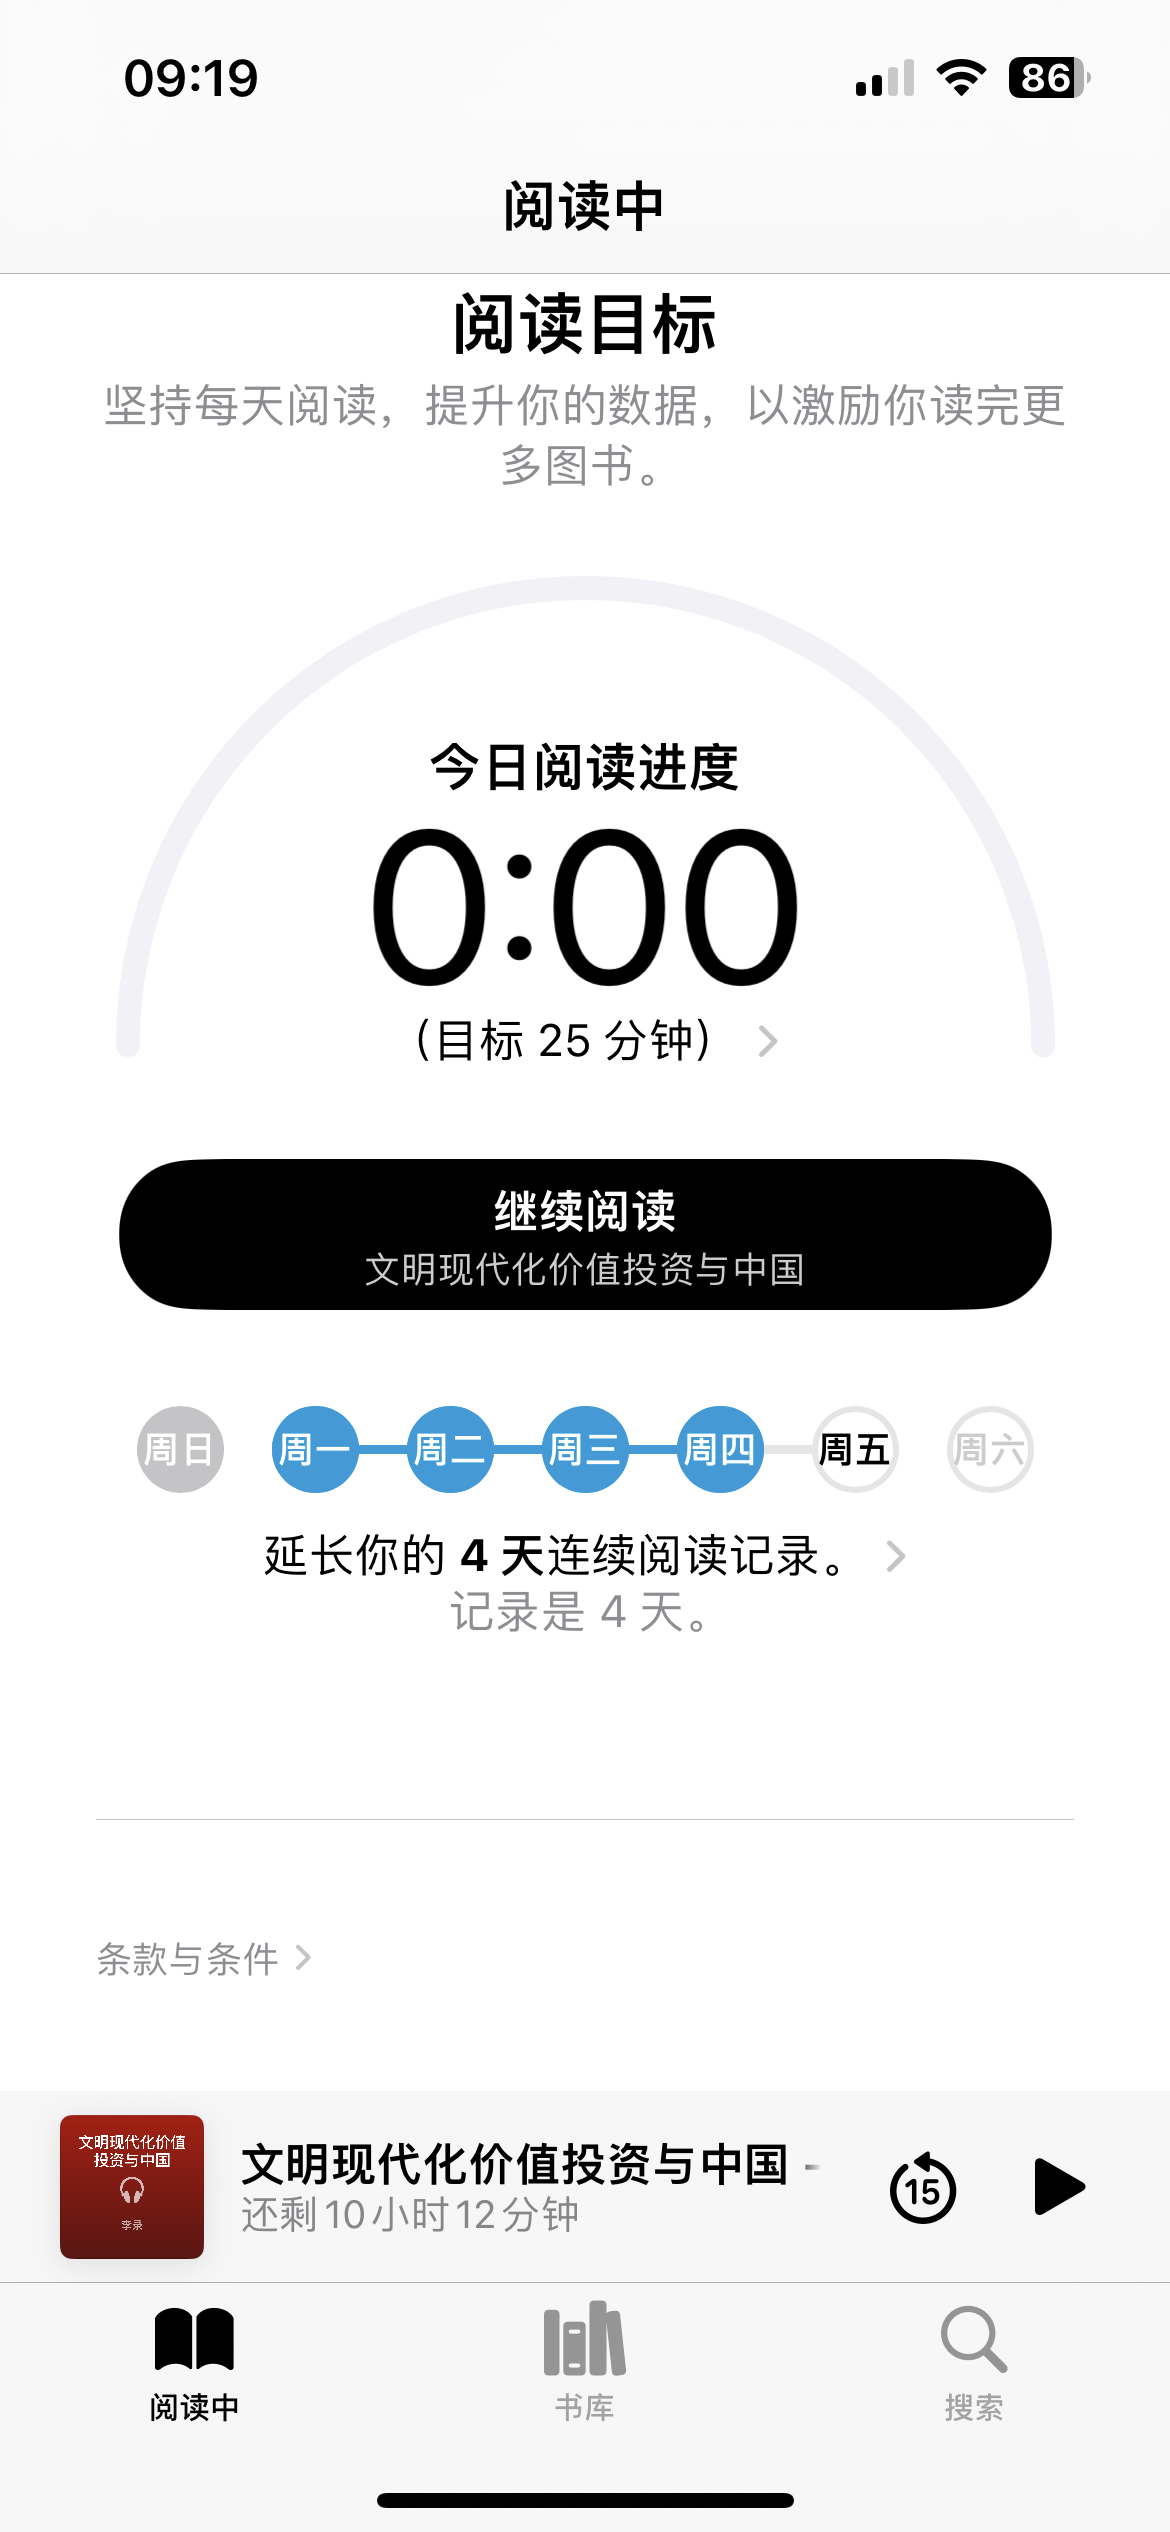 09:19
86
阅读中
阅读目标
坚持每天阅读，提升你的数据，以激励你读完更
多图书。
今日阅读进度
0:00
（目标 25 分钟）
继续阅读
文明现代化价值投资与中国
周日 周一 周二 周三 周四 周五 周六
延长你的 4 天连续阅读记录。
记录是 4 天。
条款与条件
文明现代化价值
投资与中国
李录
文明现代化价值投资与中国 -
还剩 10 小时 12 分钟
15
阅读中 书库 搜索